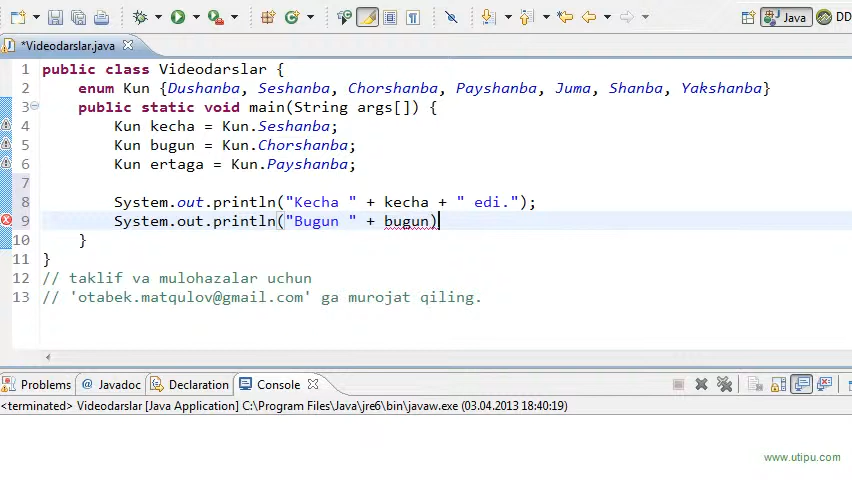 Java
DD
*Videodarslar.java
1 public class Videodarslar {
2 enum Kun {Dushanba, Seshanba, Chorshanba, Payshanba, Juma, Shanba, Yakshanba}
3 public static void main(String args[]) {
4 Kun kecha = Kun.Seshanba;
5 Kun bugun = Kun.Chorshanba;
6 Kun ertaga = Kun.Payshanba;
7
8 System.out.println("Kecha " + kecha + " edi.");
9 System.out.println("Bugun " + bugun)
10 }
11 }
12 // taklif va mulohazalar uchun
13 // 'otabek.matqulov@gmail.com' ga murojat qiling.
Problems @ Javadoc Declaration Console
<terminated> Videodarslar [Java Application] C:\Program Files\Java\jre6\bin\javaw.exe (03.04.2013 18:40:19)
www.utipu.com